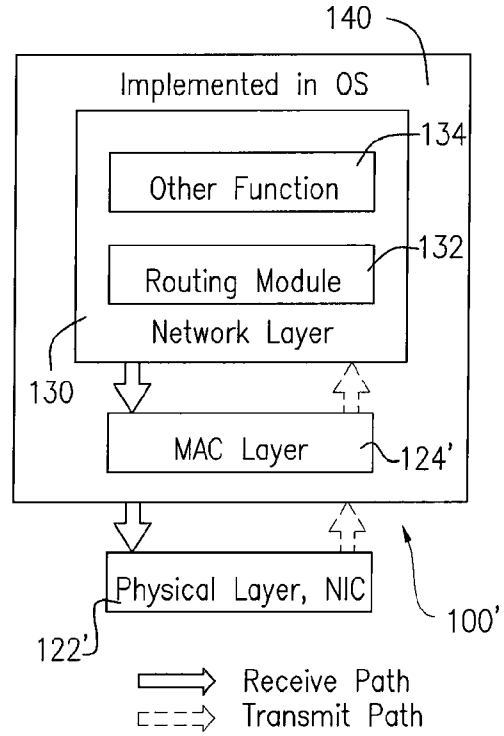 140
Implemented in OS
134
Other Function
132
Routing Module
Network Layer
130
MAC Layer
124'
Physical Layer, NIC
122'
100'
Receive Path
Transmit Path